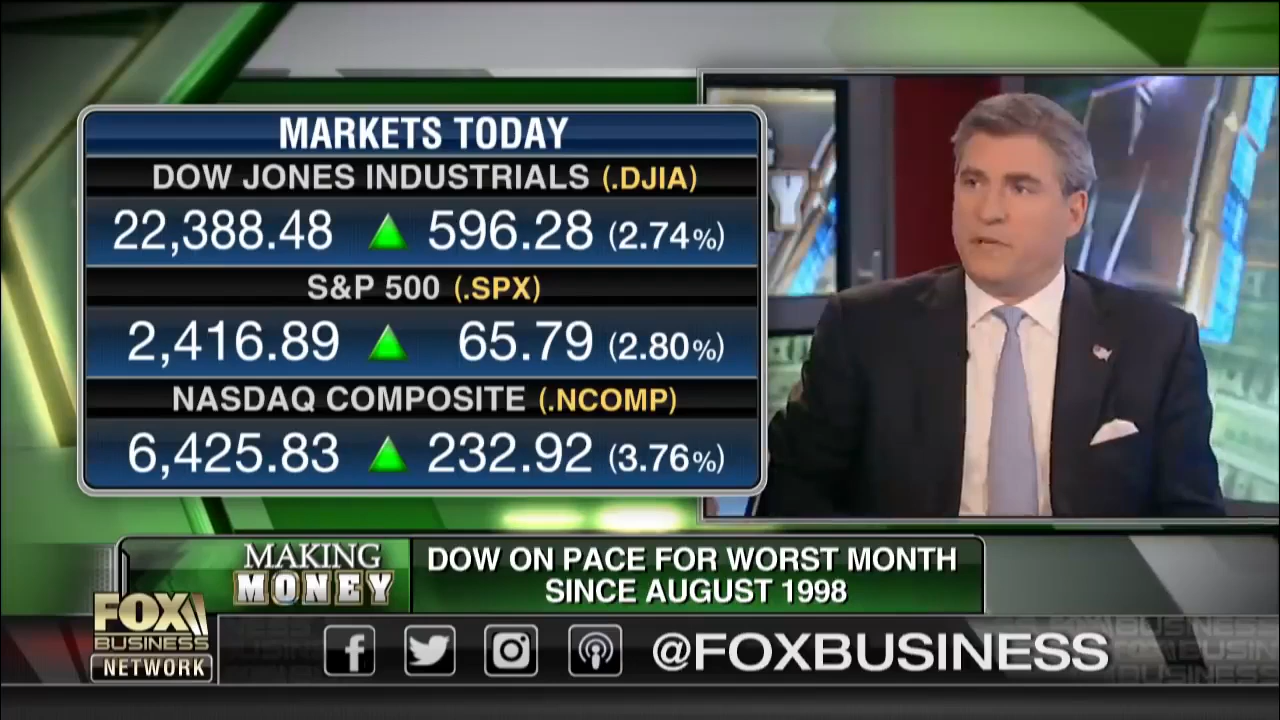 MARKETS TODAY
DOW JONES INDUSTRIALS (.DJIA)
22,388.48 ▲ 596.28 (2.74%)
S&P 500 (.SPX)
2,416.89 ▲ 65.79 (2.80%)
NASDAQ COMPOSITE (.NCOMP)
6,425.83 ▲ 232.92 (3.76%)
MAKING
MONEY
DOW ON PACE FOR WORST MONTH
SINCE AUGUST 1998
FOX
BUSINESS
NETWORK
@FOXBUSINESS